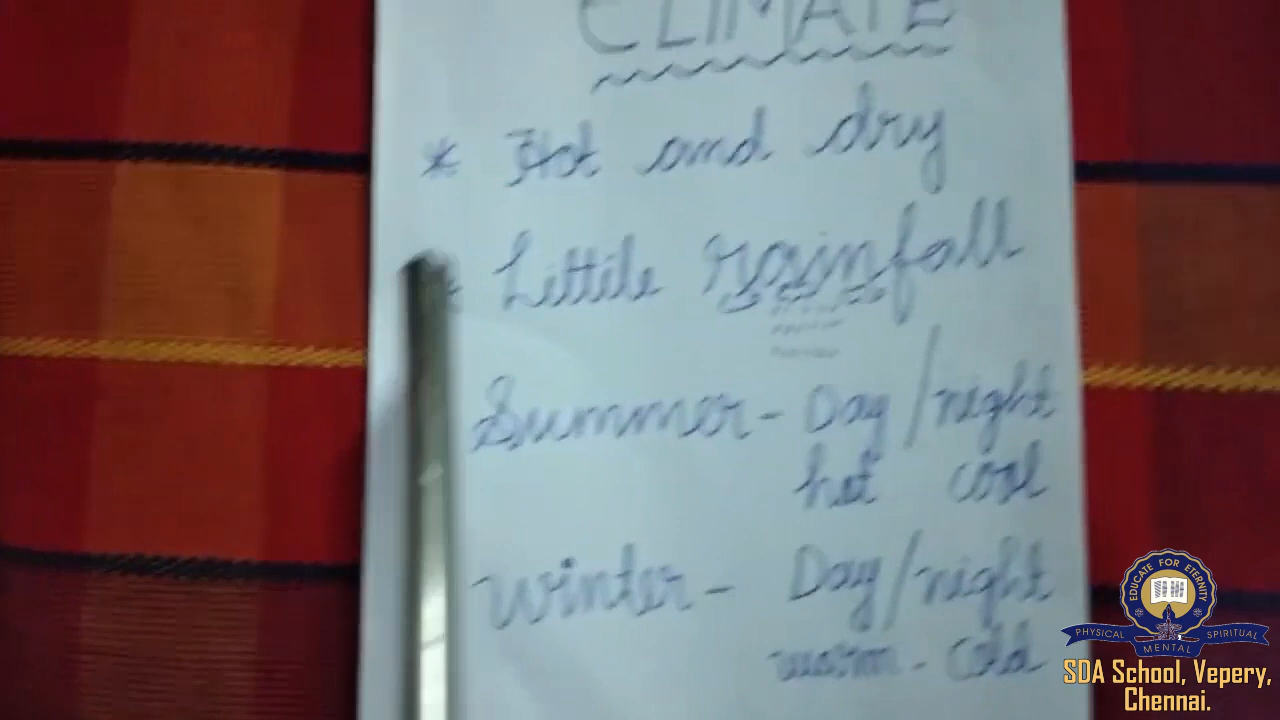 CLIMATE
* Hot and dry
* Littile rainfall
Summer - Day / night
hot cool
Winter - Day / night
warm - cold
EDUCATE FOR ETERNITY
PHYSICAL MENTAL SPIRITUAL
SDA School, Vepery,
Chennai.